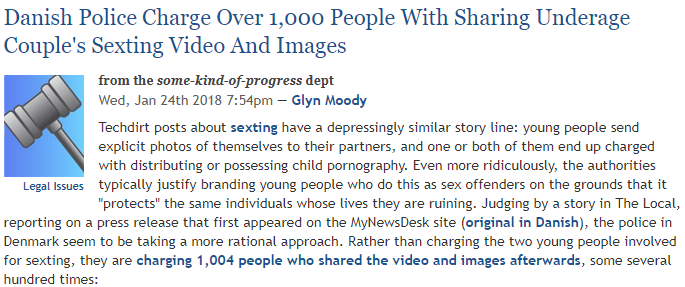 Danish Police Charge Over 1,000 People With Sharing Underage
Couple's Sexting Video And Images
from the some-kind-of-progress dept
Wed, Jan 24th 2018 7:54pm — Glyn Moody
Legal Issues
Techdirt posts about sexting have a depressingly similar story line: young people send
explicit photos of themselves to their partners, and one or both of them end up charged
with distributing or possessing child pornography. Even more ridiculously, the authorities
typically justify branding young people who do this as sex offenders on the grounds that it
"protects" the same individuals whose lives they are ruining. Judging by a story in The Local,
reporting on a press release that first appeared on the MyNewsDesk site (original in Danish), the police in
Denmark seem to be taking a more rational approach. Rather than charging the two young people involved
for sexting, they are charging 1,004 people who shared the video and images afterwards, some several
hundred times: